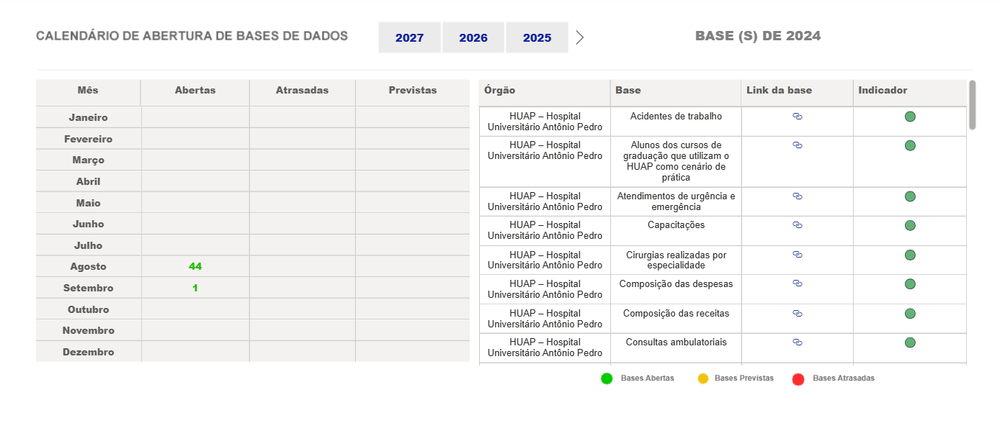 CALENDÁRIO DE ABERTURA DE BASES DE DADOS
2027
2026
2025
BASE (S) DE 2024
Mês Abertas Atrasadas Previstas
Janeiro
Fevereiro
Março
Abril
Maio
Junho
Julho
Agosto 44
Setembro 1
Outubro
Novembro
Dezembro
Órgão Base Link da base Indicador
HUAP – Hospital
Universitário Antônio Pedro
Acidentes de trabalho
HUAP – Hospital
Universitário Antônio Pedro
Alunos dos cursos de
graduação que utilizam o
HUAP como cenário de
prática
HUAP – Hospital
Universitário Antônio Pedro
Atendimentos de urgência e
emergência
HUAP – Hospital
Universitário Antônio Pedro
Capacitações
HUAP – Hospital
Universitário Antônio Pedro
Cirurgias realizadas por
especialidade
HUAP – Hospital
Universitário Antônio Pedro
Composição das despesas
HUAP – Hospital
Universitário Antônio Pedro
Composição das receitas
HUAP – Hospital
Universitário Antônio Pedro
Consultas ambulatoriais
Bases Abertas
Bases Previstas
Bases Atrasadas